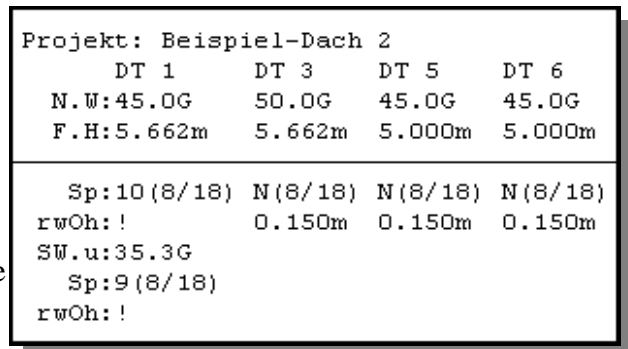 Projekt: Beispiel-Dach 2
DT 1 DT 3 DT 5 DT 6
N.W:45.0G 50.0G 45.0G 45.0G
F.H:5.662m 5.662m 5.000m 5.000m
Sp:10(8/18) N(8/18) N(8/18) N(8/18)
rwOh:! 0.150m 0.150m 0.150m
SW.u:35.3G
e
Sp:9(8/18)
rwOh:!